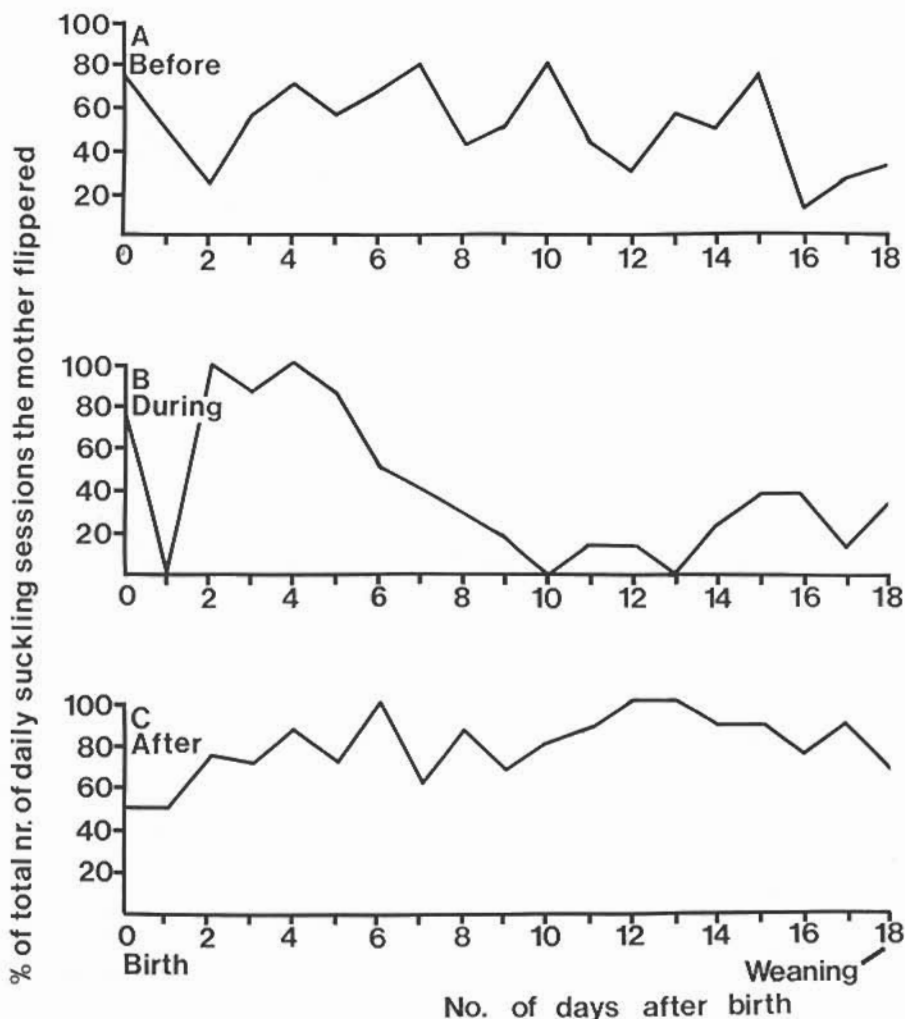 % of total nr. of daily suckling sessions the mother flippered
100
A
Before
80
60
40
20
0 2 4 6 8 10 12 14 16 18
100
B
During
80
60
40
20
0 2 4 6 8 10 12 14 16 18
100
C
After
80
60
40
20
0 2 4 6 8 10 12 14 16 18
Birth
Weaning
No. of days after birth